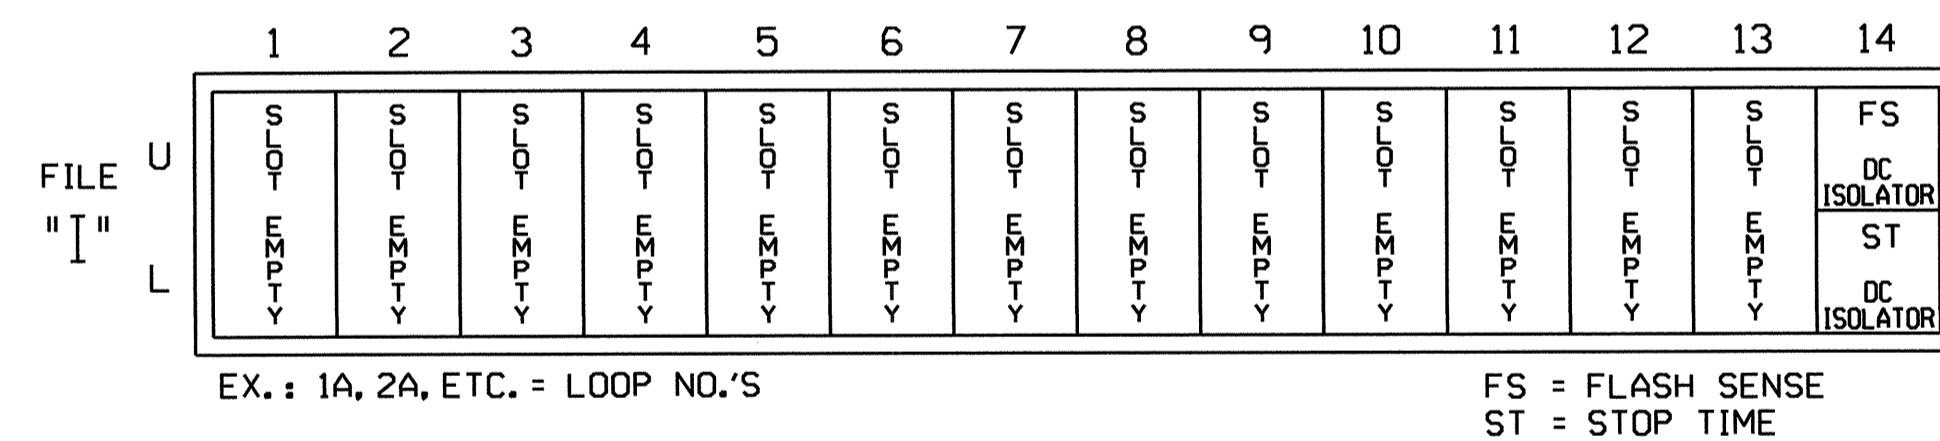 1 2 3 4 5 6 7 8 9 10 11 12 13 14
FILE "I"
U
L
SLOT EMPTY
SLOT EMPTY
SLOT EMPTY
SLOT EMPTY
SLOT EMPTY
SLOT EMPTY
SLOT EMPTY
SLOT EMPTY
SLOT EMPTY
SLOT EMPTY
SLOT EMPTY
SLOT EMPTY
SLOT EMPTY
FS
DC
ISOLATOR
ST
DC
ISOLATOR
EX.: 1A, 2A, ETC. = LOOP NO.'S
FS = FLASH SENSE
ST = STOP TIME